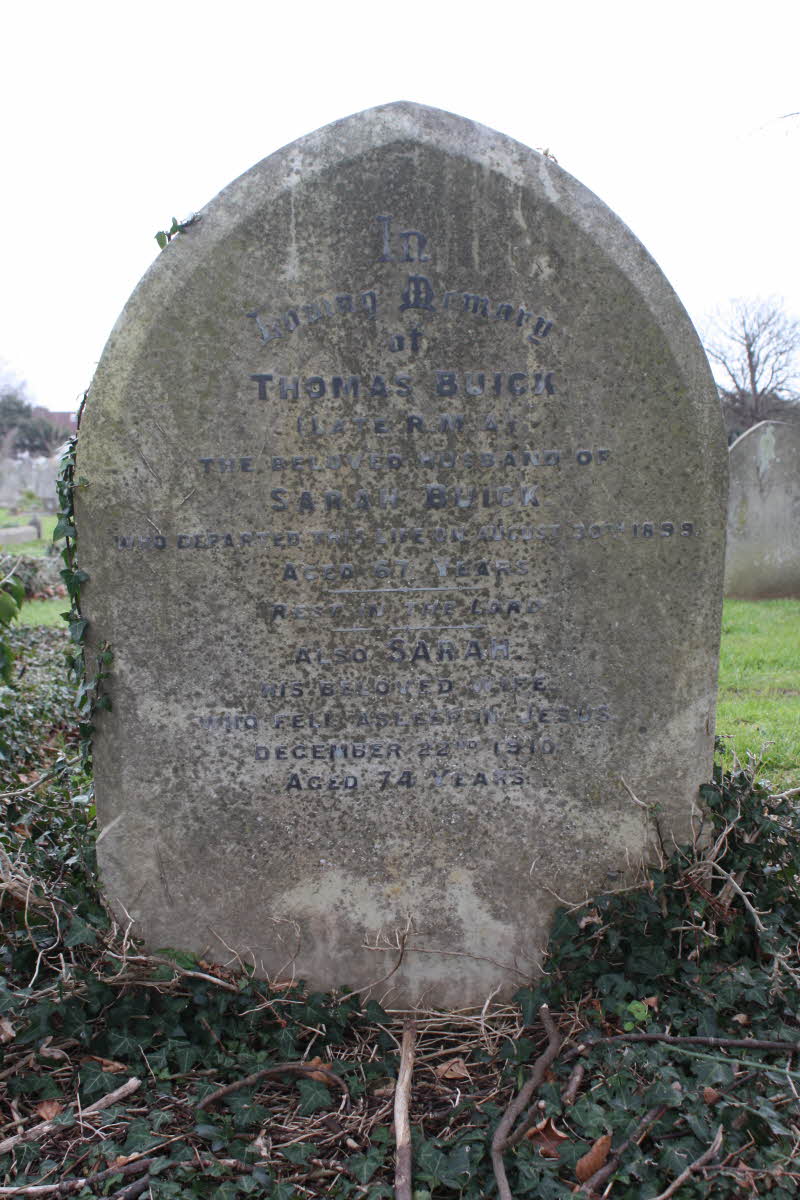 In
Loving Memory
of
THOMAS BUICK
(LATE R.M.A.)
THE BELOVED HUSBAND OF
SARAH BUICK.
WHO DEPARTED THIS LIFE ON AUGUST 30TH 1899.
AGED 67 YEARS.
REST IN THE LORD.
ALSO SARAH,
HIS BELOVED WIFE,
WHO FELL ASLEEP IN JESUS
DECEMBER 22ND 1910.
AGED 74 YEARS.